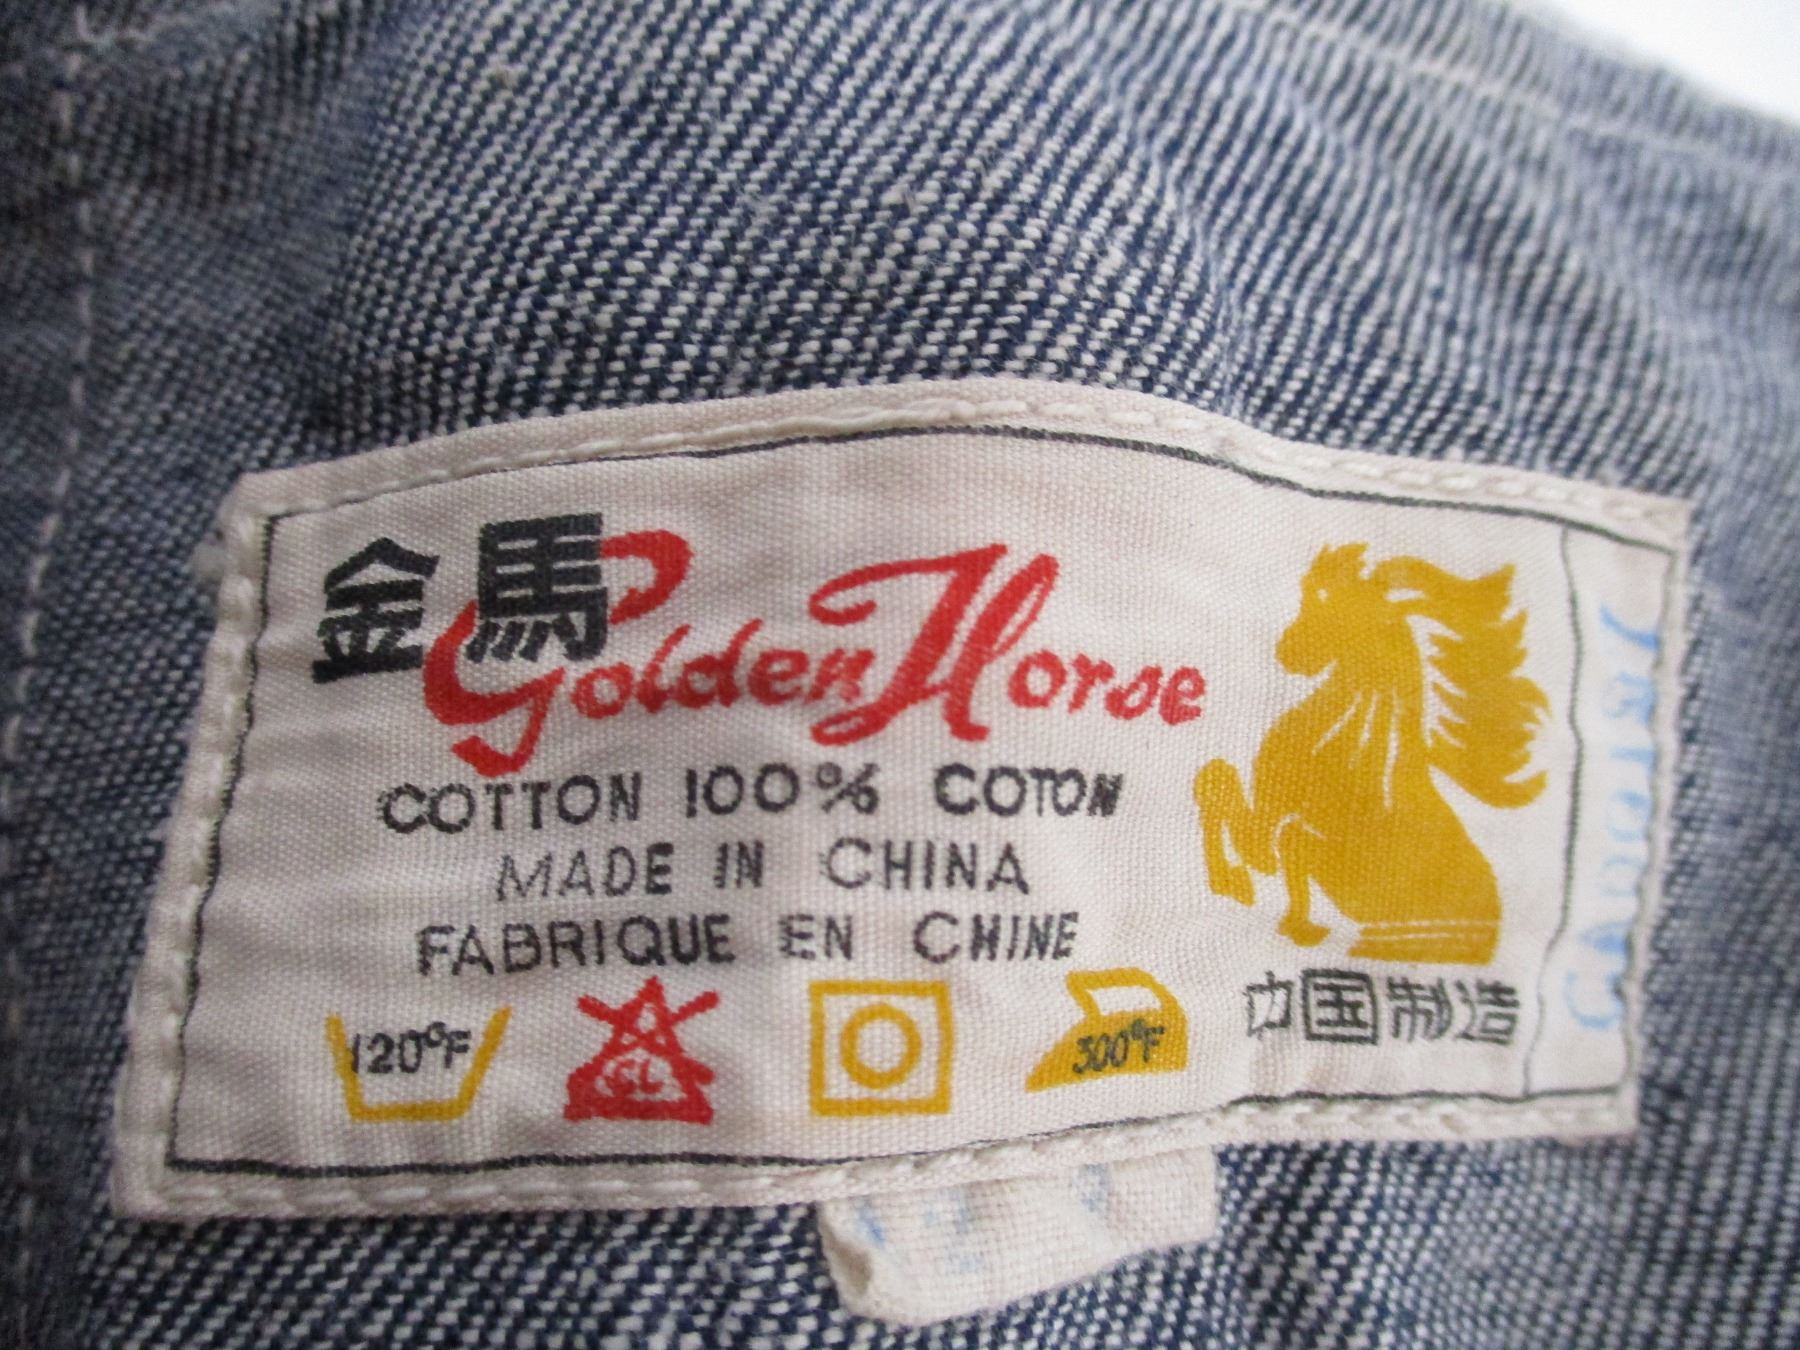 金馬 Golden Horse
COTTON 100% COTON
MADE IN CHINA
FABRIQUE EN CHINE
120°F
CL
300°F
中国制造